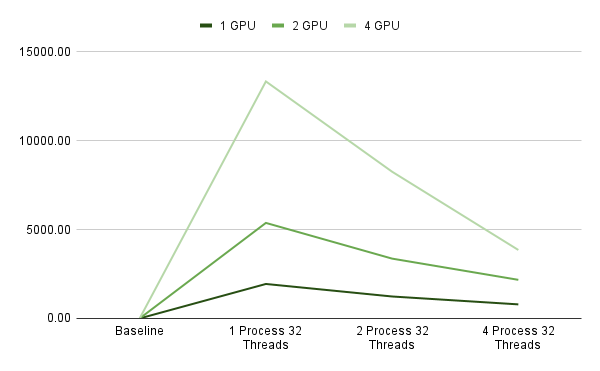 1 GPU 2 GPU 4 GPU
15000.00
10000.00
5000.00
0.00
Baseline 1 Process 32 2 Process 32 4 Process 32
Threads Threads Threads